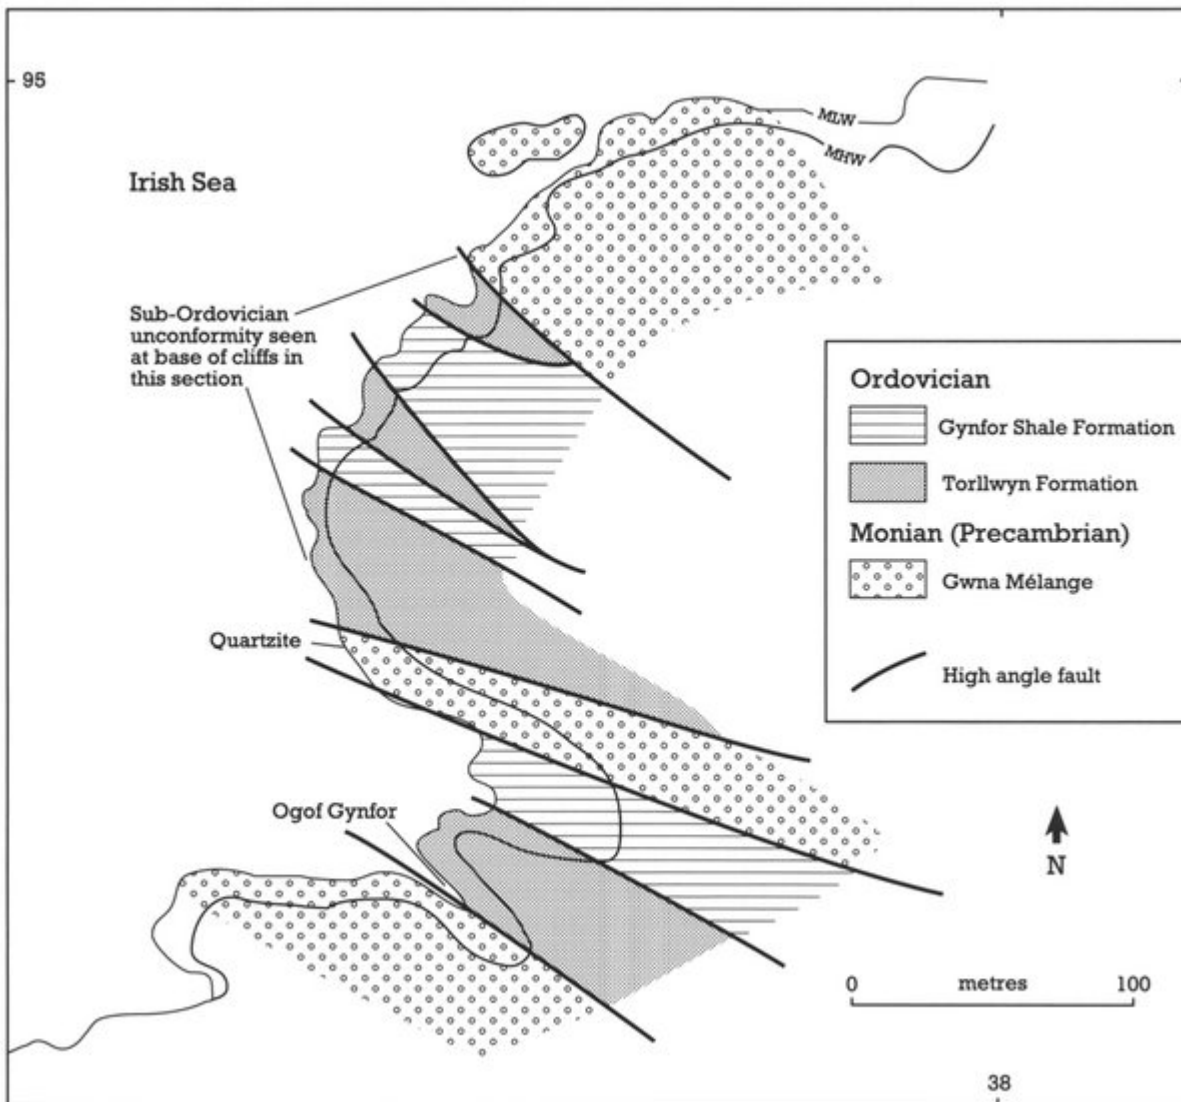 95
MLW
MHW
Irish Sea
Sub-Ordovician
unconformity seen
at base of cliffs in
this section
Ordovician
Gynfor Shale Formation
Torllwyn Formation
Monian (Precambrian)
Gwna Mélange
High angle fault
Quartzite
Ogof Gynfor
N
0 metres 100
38